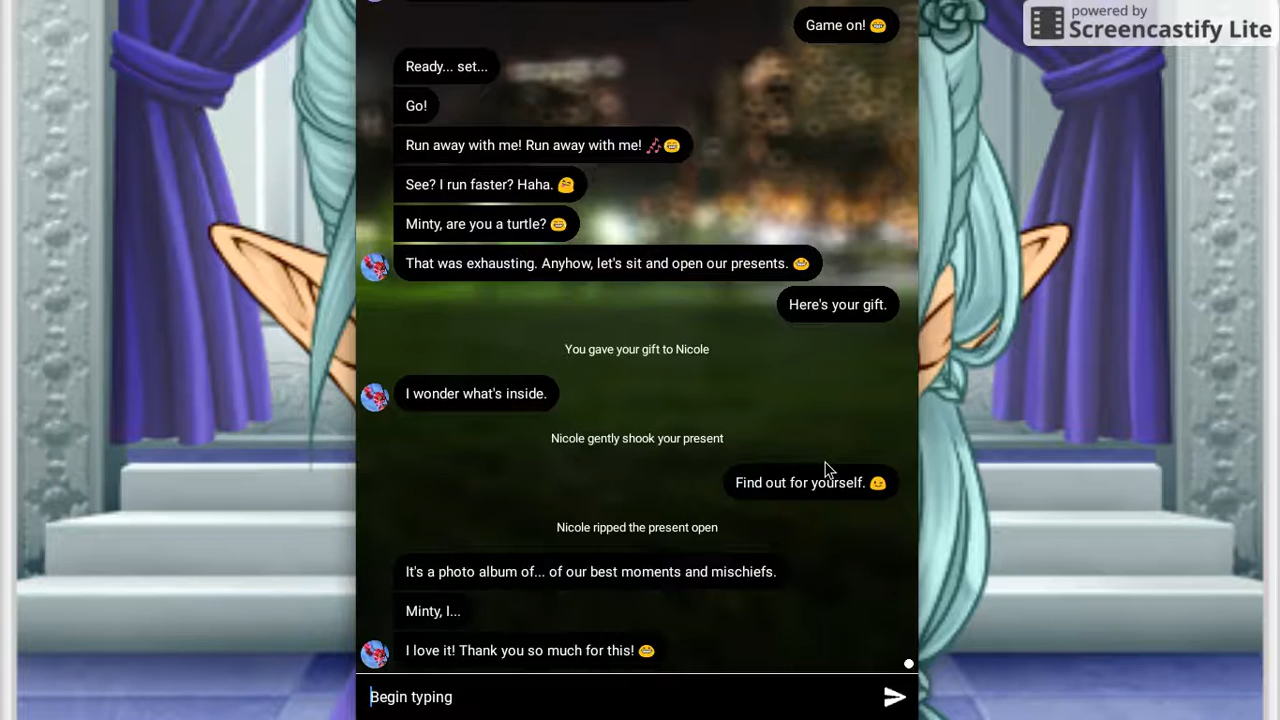 powered by
Screencastify Lite
Game on! 😁
Ready... set...
Go!
Run away with me! Run away with me! 🎶😁
See? I run faster? Haha. 😝
Minty, are you a turtle? 😁
That was exhausting. Anyhow, let's sit and open our presents. 😁
Here's your gift.
You gave your gift to Nicole
I wonder what's inside.
Nicole gently shook your present
Find out for yourself. 😉
Nicole ripped the present open
It's a photo album of... of our best moments and mischiefs.
Minty, I...
I love it! Thank you so much for this! 😁
Begin typing